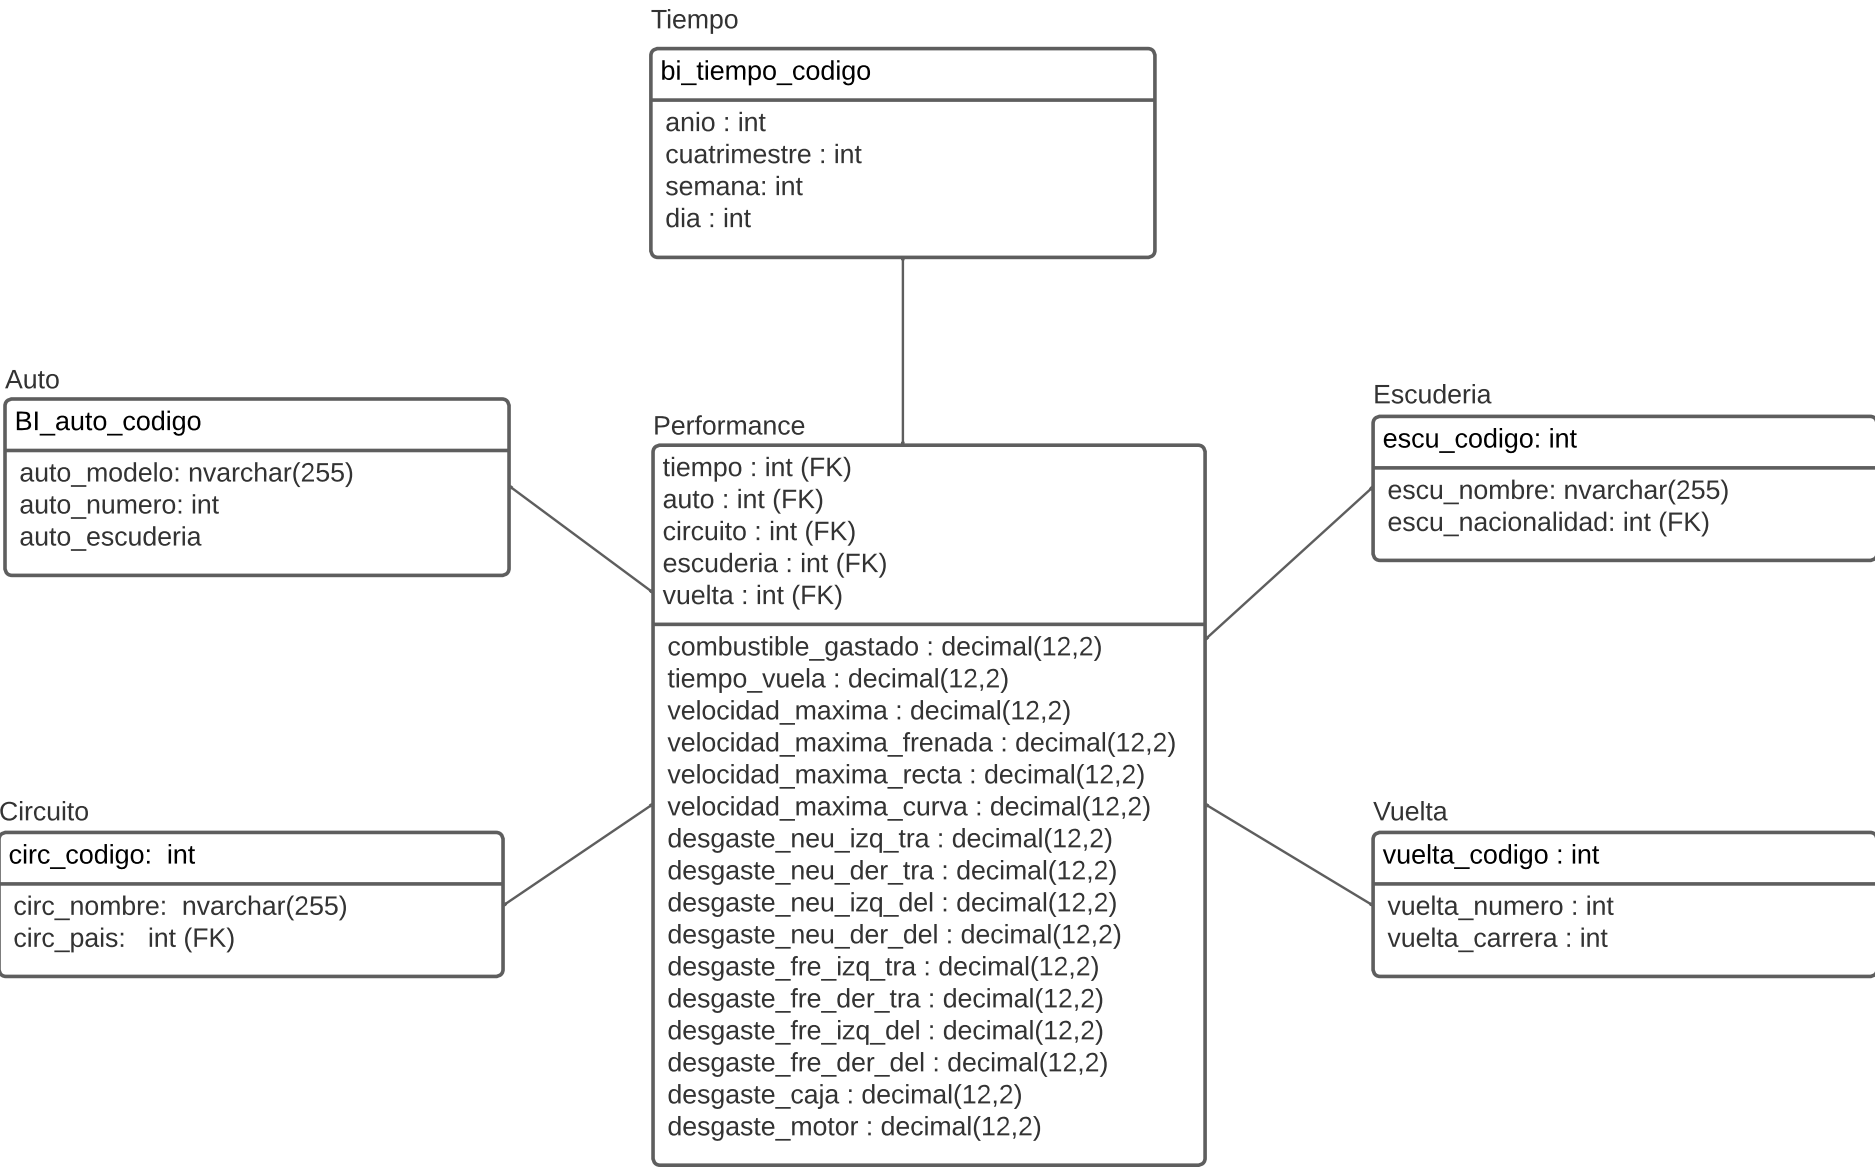 Tiempo
bi_tiempo_codigo
anio : int
cuatrimestre : int
semana: int
dia : int
Auto
BI_auto_codigo
auto_modelo: nvarchar(255)
auto_numero: int
auto_escuderia
Performance
tiempo : int (FK)
auto : int (FK)
circuito : int (FK)
escuderia : int (FK)
vuelta : int (FK)
combustible_gastado : decimal(12,2)
tiempo_vuela : decimal(12,2)
velocidad_maxima : decimal(12,2)
velocidad_maxima_frenada : decimal(12,2)
velocidad_maxima_recta : decimal(12,2)
velocidad_maxima_curva : decimal(12,2)
desgaste_neu_izq_tra : decimal(12,2)
desgaste_neu_der_tra : decimal(12,2)
desgaste_neu_izq_del : decimal(12,2)
desgaste_neu_der_del : decimal(12,2)
desgaste_fre_izq_tra : decimal(12,2)
desgaste_fre_der_tra : decimal(12,2)
desgaste_fre_izq_del : decimal(12,2)
desgaste_fre_der_del : decimal(12,2)
desgaste_caja : decimal(12,2)
desgaste_motor : decimal(12,2)
Escuderia
escu_codigo: int
escu_nombre: nvarchar(255)
escu_nacionalidad: int (FK)
Circuito
circ_codigo:  int
circ_nombre:  nvarchar(255)
circ_pais:   int (FK)
Vuelta
vuelta_codigo : int
vuelta_numero : int
vuelta_carrera : int